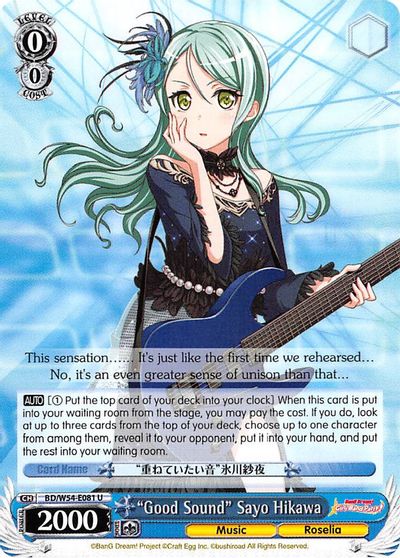 LEVEL
0
0
COST
This sensation…… It's just like the first time we rehearsed…
No, it's an even greater sense of unison than that…
AUTO [① Put the top card of your deck into your clock] When this card is
put into your waiting room from the stage, you may pay the cost. If you do, look
at up to three cards from the top of your deck, choose up to one character
from among them, reveal it to your opponent, put it into your hand, and put
the rest into your waiting room.
Card Name
“重ねていたい音”氷川紗夜
CH BD/W54-E081 U
“Good Sound” Sayo Hikawa
POWER
2000
Music
Roselia
©BanG Dream! Project ©Craft Egg Inc. ©bushiroad All Rights Reserved.